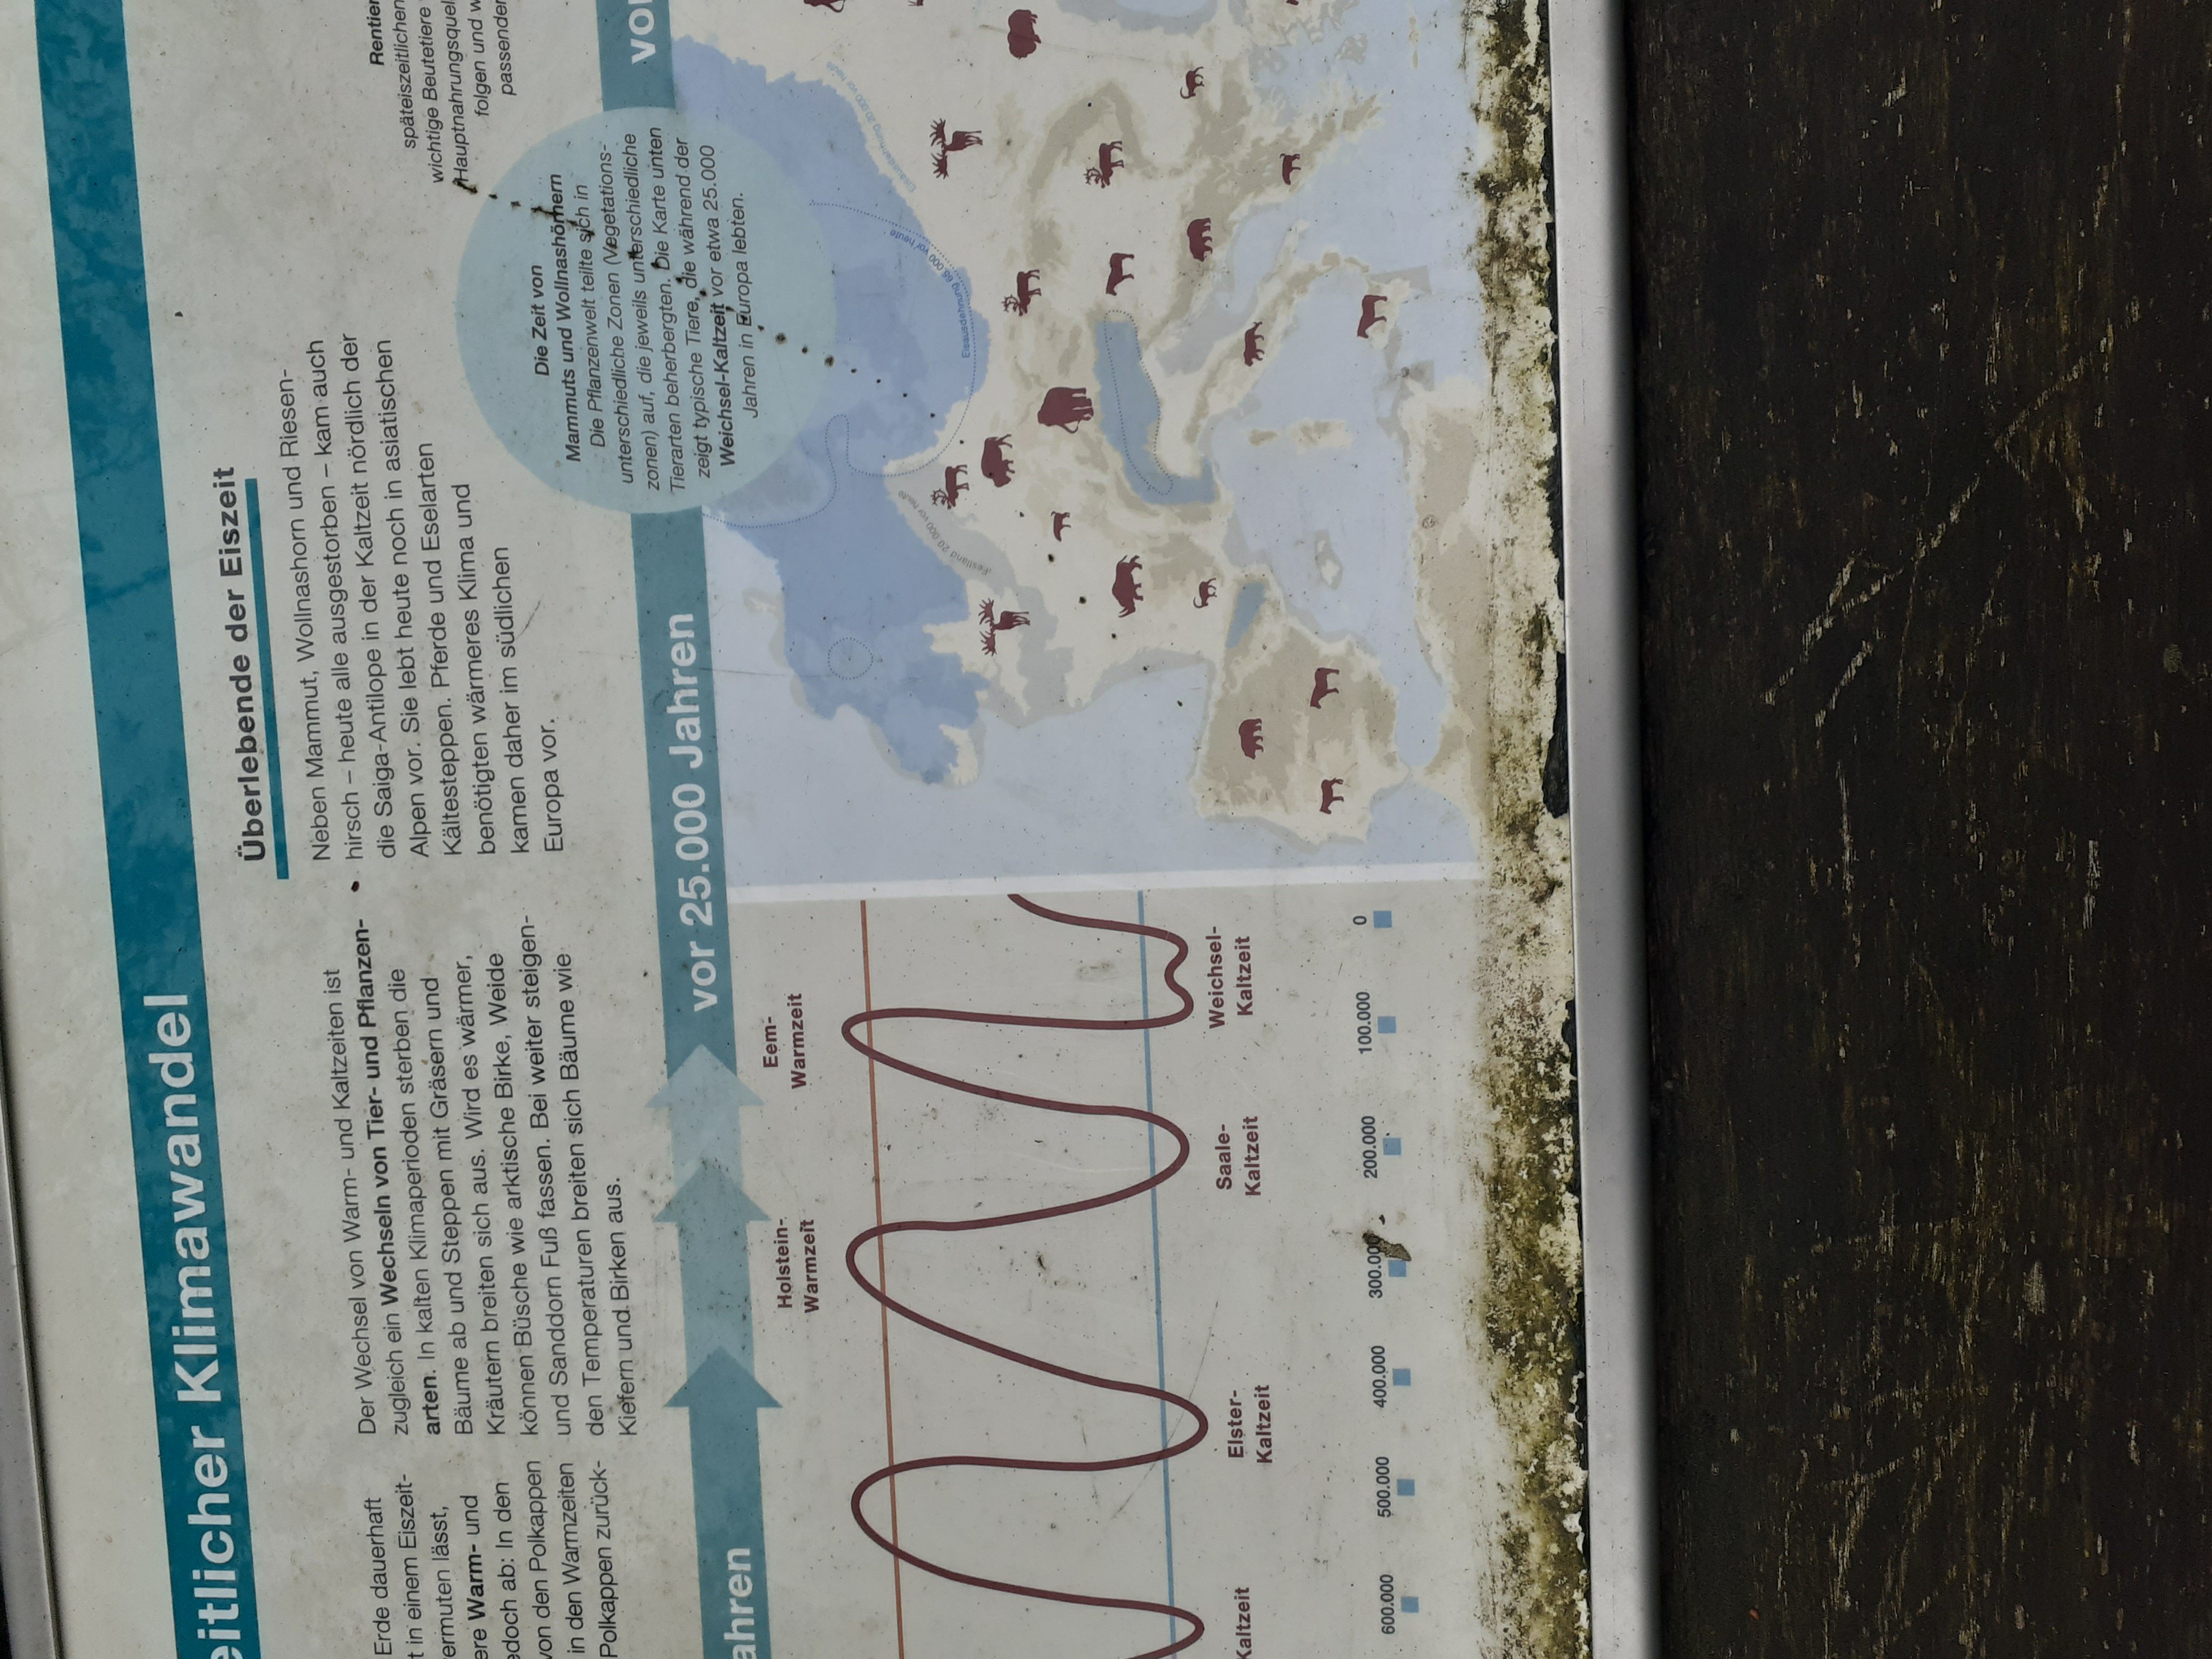 eitlicher Klimawandel
Erde dauerhaft
t in einem Eiszeit-
vermuten lässt,
ere Warm- und
edoch ab: In den
von den Polkappen
in den Warmzeiten
Polkappen zurück-
Der Wechsel von Warm- und Kaltzeiten ist
zugleich ein Wechseln von Tier- und Pflanzen-
arten. In kalten Klimaperioden sterben die
Bäume ab und Steppen mit Gräsern und
Kräutern breiten sich aus. Wird es wärmer,
können Büsche wie arktische Birke, Weide
und Sanddorn Fuß fassen. Bei weiter steigen-
den Temperaturen breiten sich Bäume wie
Kiefern und Birken aus.
Überlebende der Eiszeit
Neben Mammut, Wollnashorn und Riesen-
hirsch – heute alle ausgestorben – kam auch
die Saiga-Antilope in der Kaltzeit nördlich der
Alpen vor. Sie lebt heute noch in asiatischen
Kältesteppen. Pferde und Eselarten
benötigten wärmeres Klima und
kamen daher im südlichen
Europa vor.
Rentier
späteiszeitlichen
wichtige Beutetiere
Hauptnahrungsquel
folgen und w
passender
Die Zeit von
Mammuts und Wollnashörnern
Die Pflanzenwelt teilte sich in
unterschiedliche Zonen (Vegetations-
zonen) auf, die jeweils unterschiedliche
Tierarten beherbergten. Die Karte unten
zeigt typische Tiere, die während der
Weichsel-Kaltzeit vor etwa 25.000
Jahren in Europa lebten.
ahren
vor 25.000 Jahren
vor
Holstein-
Warmzeit
Eem-
Warmzeit
Kaltzeit
Elster-
Kaltzeit
Saale-
Kaltzeit
Weichsel-
Kaltzeit
600.000 500.000 400.000 300.000 200.000 100.000 0
Festland 20.000 vor heute
Eisausdehnung 65.000 vor heute
Eisausdehnung 20.000 vor heute